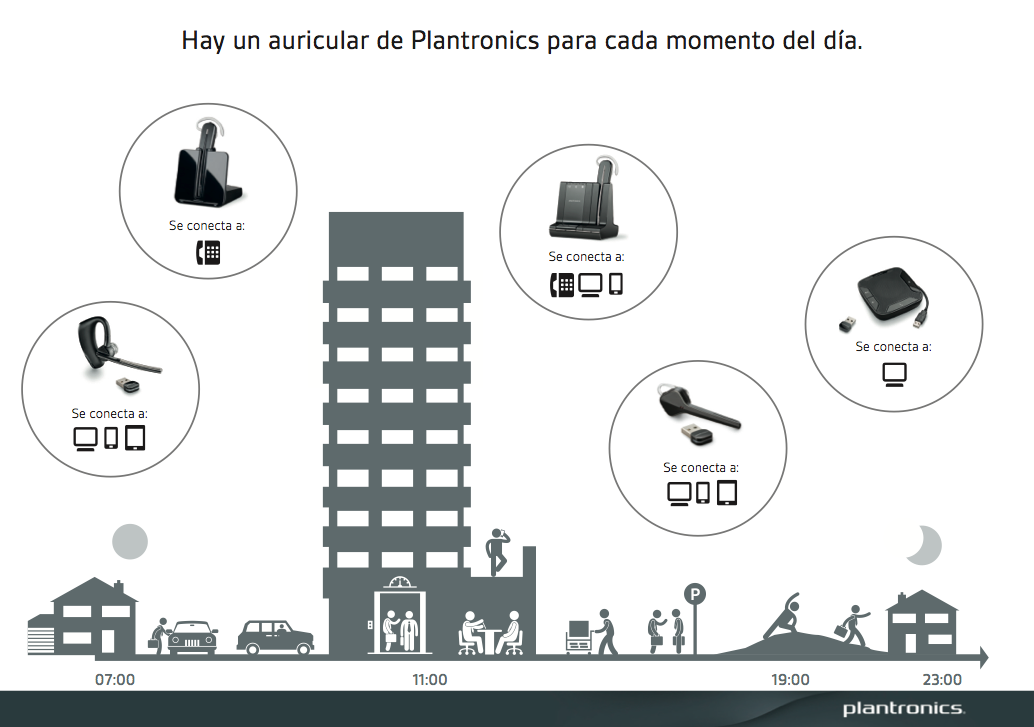 Hay un auricular de Plantronics para cada momento del día.
Se conecta a:
Se conecta a:
Se conecta a:
Se conecta a:
Se conecta a:
P
07:00
11:00
19:00
23:00
plantronics.